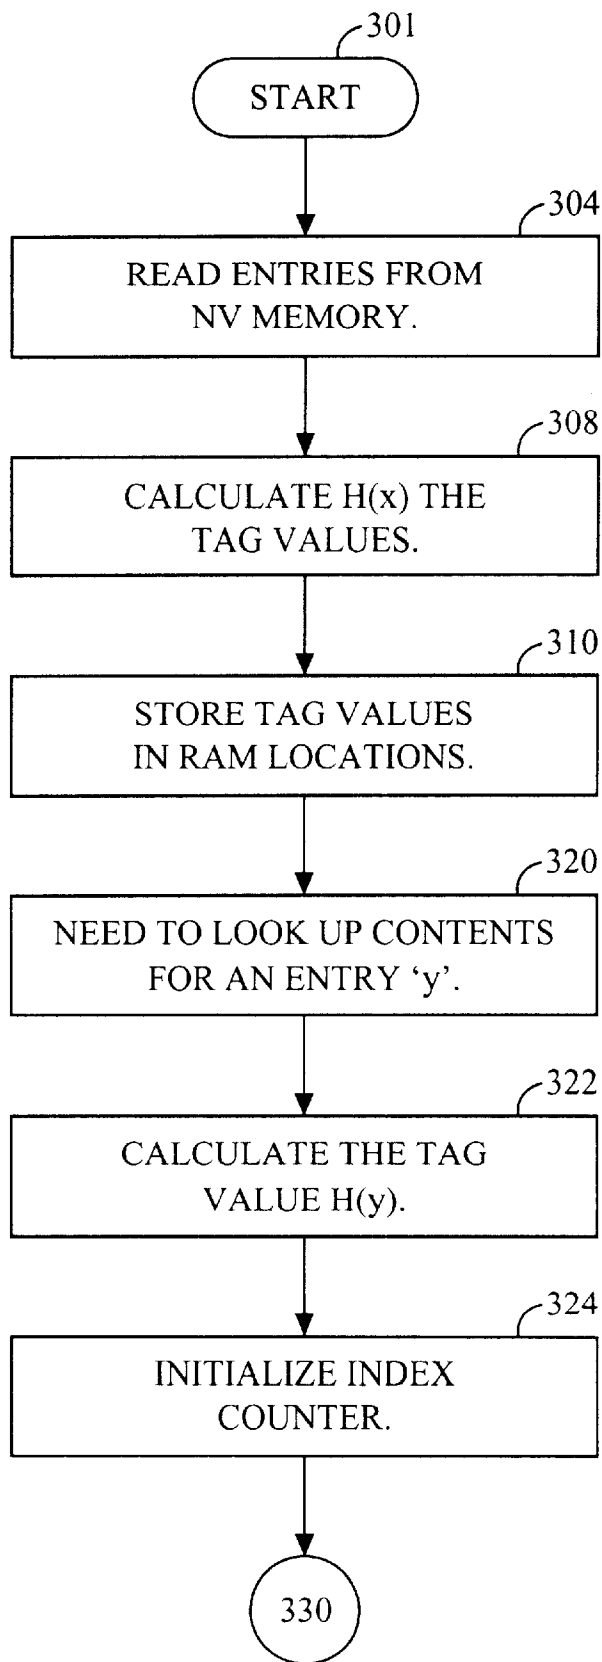 301
START
304
READ ENTRIES FROM
NV MEMORY.
308
CALCULATE H(x) THE
TAG VALUES.
310
STORE TAG VALUES
IN RAM LOCATIONS.
320
NEED TO LOOK UP CONTENTS
FOR AN ENTRY ‘y’.
322
CALCULATE THE TAG
VALUE H(y).
324
INITIALIZE INDEX
COUNTER.
330